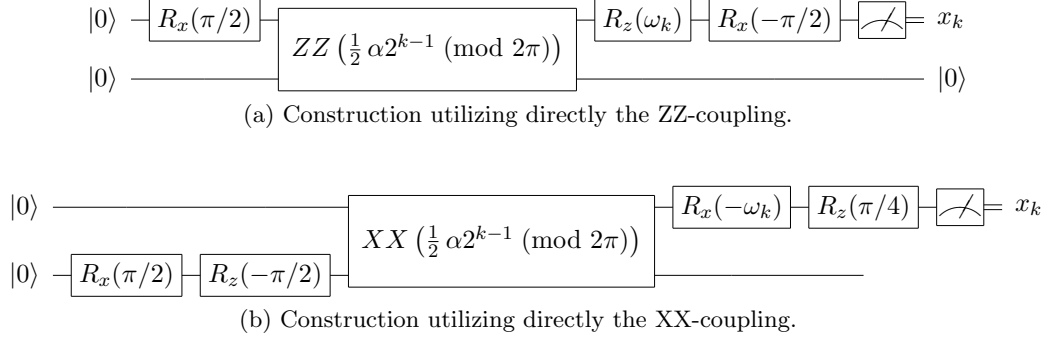 |0⟩ R_x(π/2) ZZ (½ α2^{k−1} (mod 2π)) R_z(ω_k) R_x(−π/2) x_k
|0⟩ |0⟩
(a) Construction utilizing directly the ZZ-coupling.
|0⟩ XX (½ α2^{k−1} (mod 2π)) R_x(−ω_k) R_z(π/4) x_k
|0⟩ R_x(π/2) R_z(−π/2)
(b) Construction utilizing directly the XX-coupling.